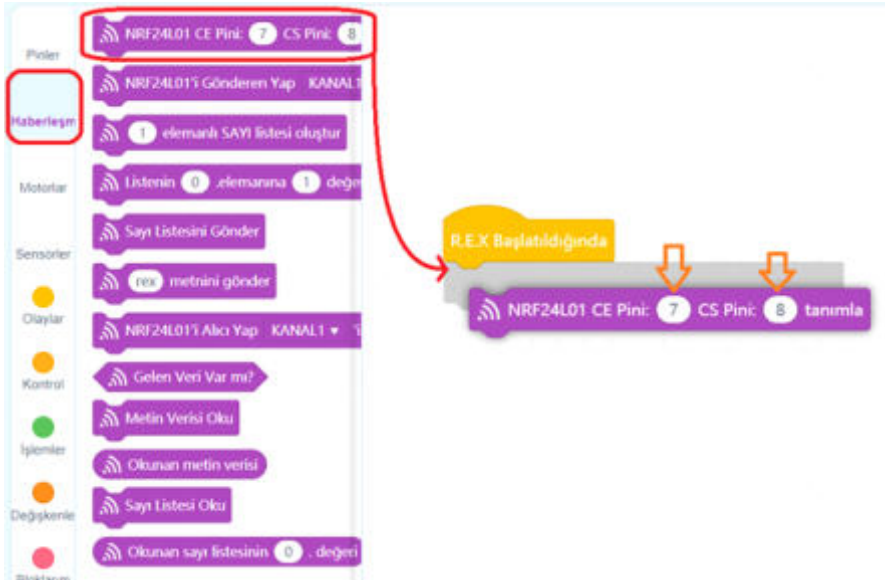 Pinler
Haberleşm
Motorlar
Sensörler
Olaylar
Kontrol
İşlemler
Değişkenle
NRF24L01 CE Pini: 7 CS Pini: 8
NRF24L01'i Gönderen Yap KANAL1
1 elemanlı SAYI listesi oluştur
Listenin 0 .elemanına 1 değe
Sayı Listesini Gönder
rex metnini gönder
NRF24L01'i Alıcı Yap KANAL1
Gelen Veri Var mı?
Metin Verisi Oku
Okunan metin verisi
Sayı Listesi Oku
Okunan sayı listesinin 0 . değeri
R.E.X Başlatıldığında
NRF24L01 CE Pini: 7 CS Pini: 8 tanımla